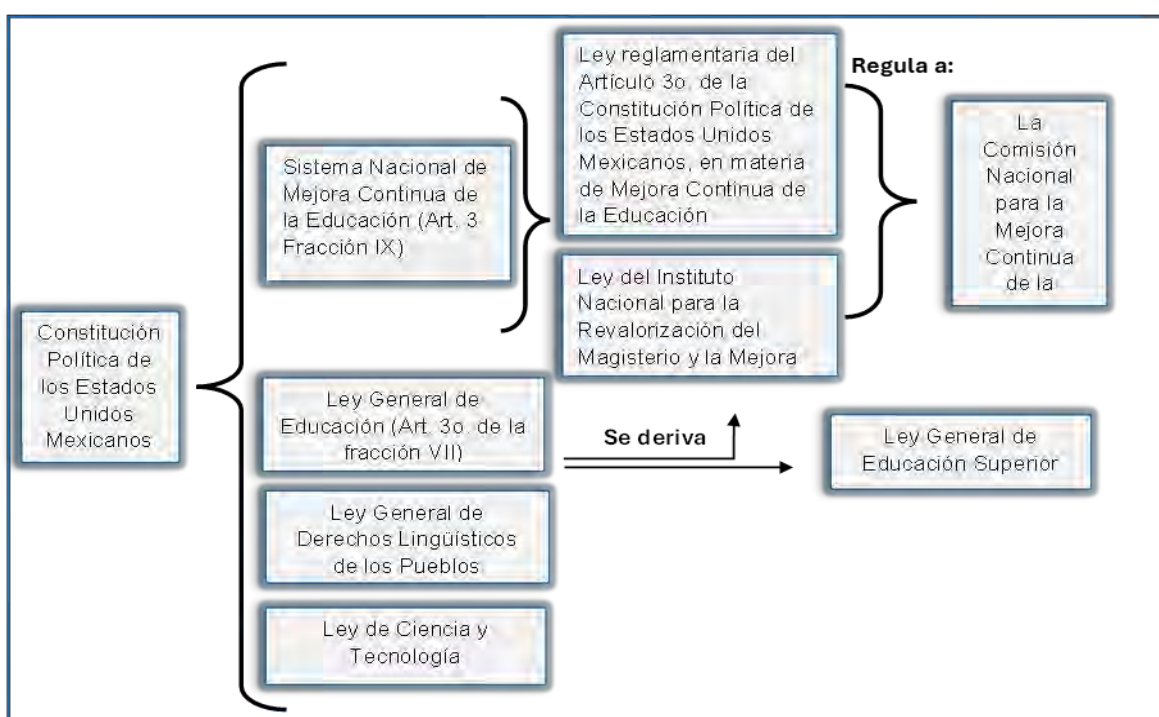 Constitución
Política de
los Estados
Unidos
Mexicanos
Sistema Nacional de
Mejora Continua de
la Educación (Art. 3
Fracción IX)
Ley reglamentaria del
Artículo 3o. de la
Constitución Política de
los Estados Unidos
Mexicanos, en materia
de Mejora Continua de
la Educación
Ley del Instituto
Nacional para la
Revalorización del
Magisterio y la Mejora
Regula a:
La
Comisión
Nacional
para la
Mejora
Continua
de la
Ley General de
Educación (Art. 3o. de la
fracción VII)
Se deriva
Ley General de
Educación Superior
Ley General de
Derechos Lingüísticos
de los Pueblos
Ley de Ciencia y
Tecnología